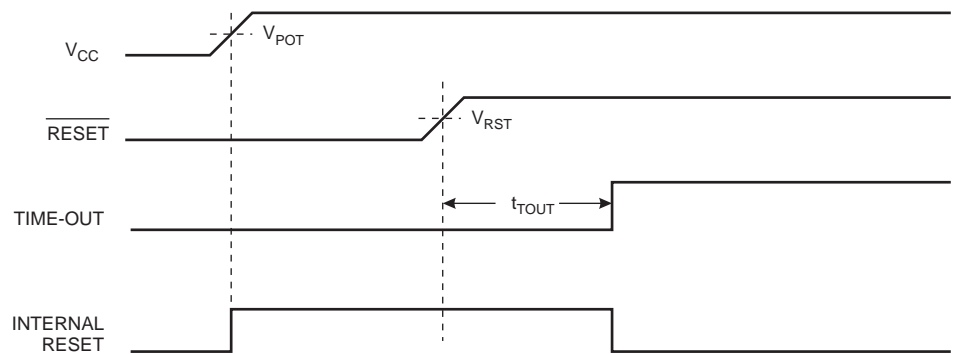 V_CC
V_POT
RESET
V_RST
TIME-OUT
t_TOUT
INTERNAL
RESET